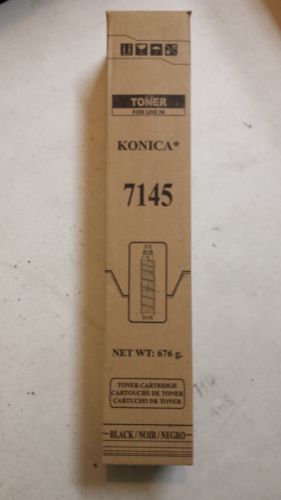 TONER
FOR USE IN
KONICA*
7145
NET WT: 676 g.
TONER CARTRIDGE
CARTOUCHE DE TONER
CARTUCHO DE TONER
BLACK / NOIR / NEGRO